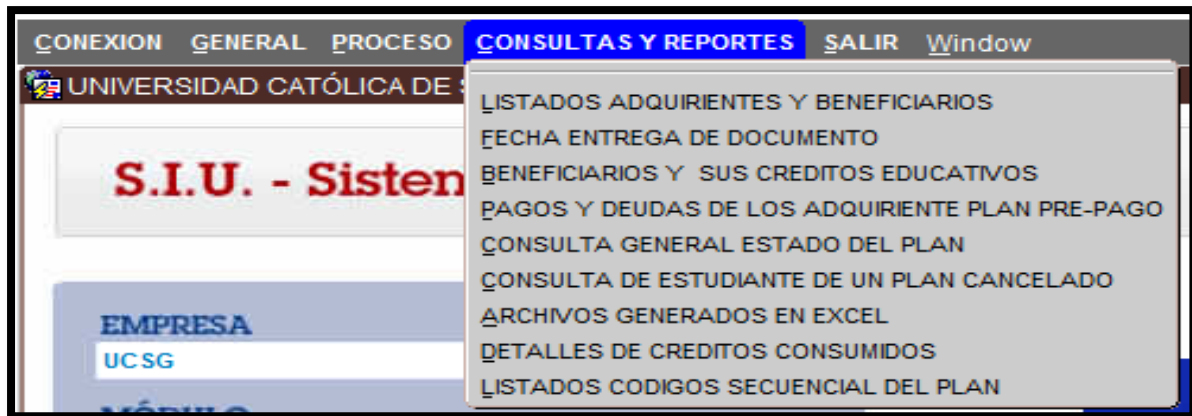 CONEXION GENERAL PROCESO CONSULTAS Y REPORTES SALIR Window
UNIVERSIDAD CATÓLICA DE
LISTADOS ADQUIRIENTES Y BENEFICIARIOS
FECHA ENTREGA DE DOCUMENTO
BENEFICIARIOS Y SUS CREDITOS EDUCATIVOS
PAGOS Y DEUDAS DE LOS ADQUIRIENTE PLAN PRE-PAGO
CONSULTA GENERAL ESTADO DEL PLAN
CONSULTA DE ESTUDIANTE DE UN PLAN CANCELADO
ARCHIVOS GENERADOS EN EXCEL
DETALLES DE CREDITOS CONSUMIDOS
LISTADOS CODIGOS SECUENCIAL DEL PLAN
S.I.U. - Sistem
EMPRESA
UCSG
MÓDULO